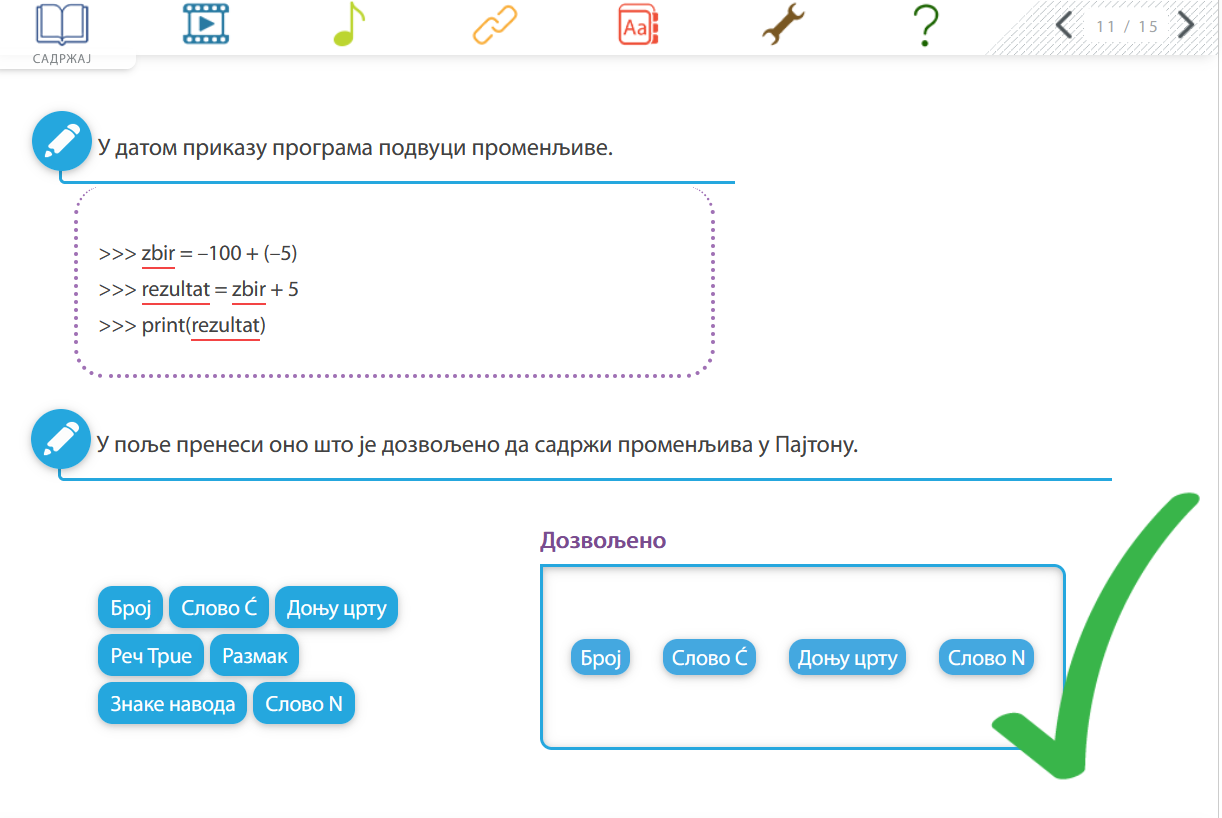 Aa
11 / 15
САДРЖАЈ
У датом приказу програма подвуци променљиве.
>>> zbir = –100 + (–5)
>>> rezultat = zbir + 5
>>> print(rezultat)
У поље пренеси оно што је дозвољено да садржи променљива у Пајтону.
Дозвољено
Број Слово Ć Доњу црту
Реч Трие Размак
Знаке навода Слово N
Број Слово Ć Доњу црту Слово N